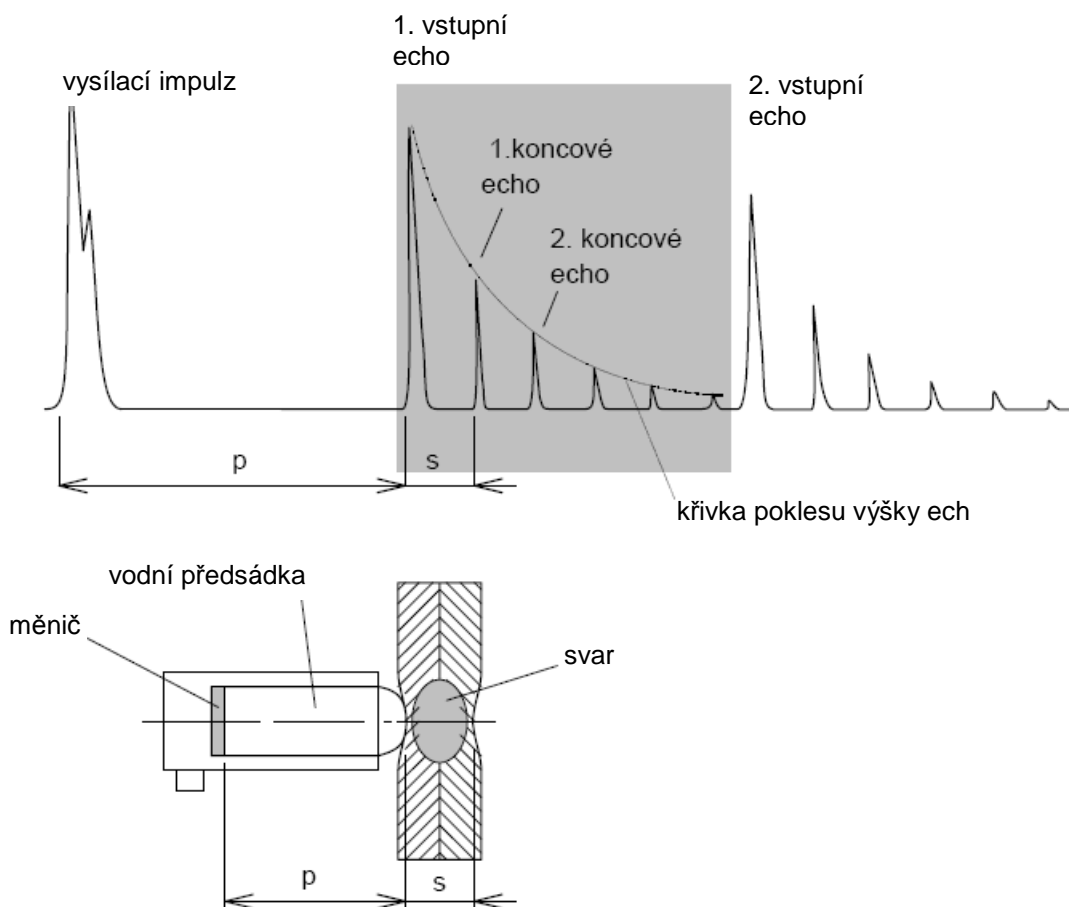 1. vstupní
echo
vysílací impulz
2. vstupní
echo
1.koncové
echo
2. koncové
echo
p
s
křivka poklesu výšky ech
vodní předsádka
měnič
svar
p
s